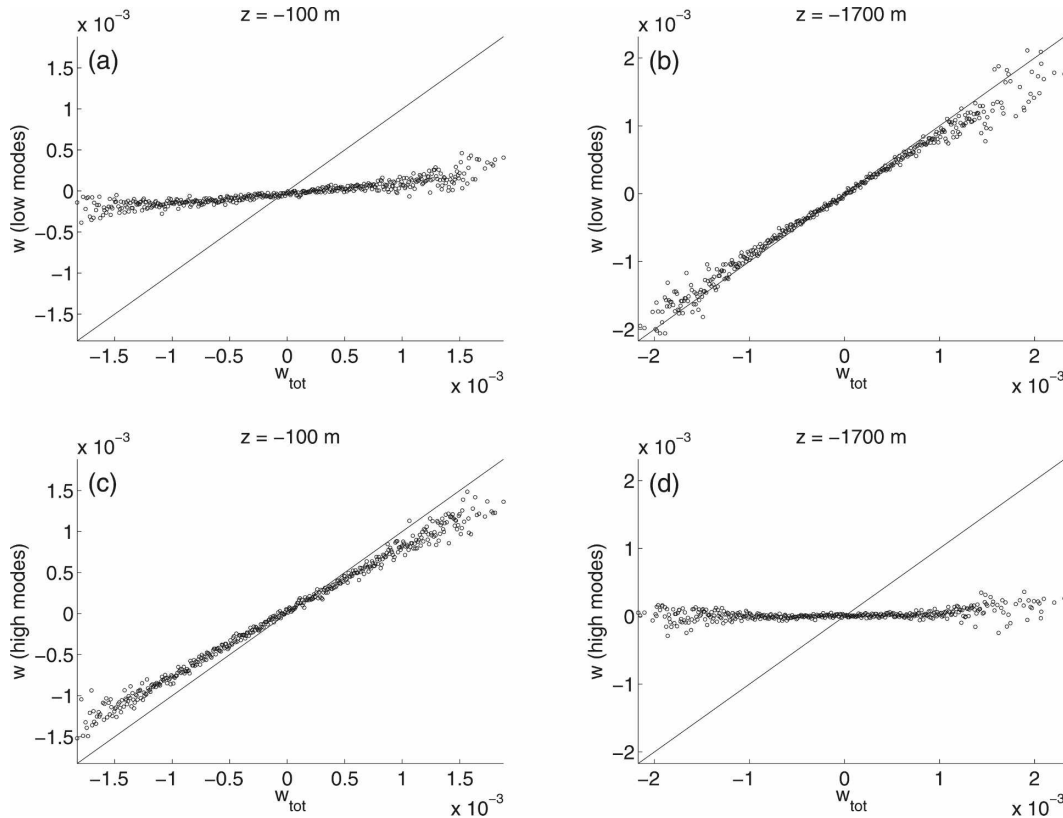 x 10⁻³
z = −100 m
(a)
1.5
1
0.5
0
−0.5
−1
−1.5
w (low modes)
−1.5 −1 −0.5 0 0.5 1 1.5
w_tot
x 10⁻³
x 10⁻³
z = −1700 m
(b)
2
1
0
−1
−2
w (low modes)
−2 −1 0 1 2
w_tot
x 10⁻³
x 10⁻³
z = −100 m
(c)
1.5
1
0.5
0
−0.5
−1
−1.5
w (high modes)
−1.5 −1 −0.5 0 0.5 1 1.5
w_tot
x 10⁻³
x 10⁻³
z = −1700 m
(d)
2
1
0
−1
−2
w (high modes)
−2 −1 0 1 2
w_tot
x 10⁻³